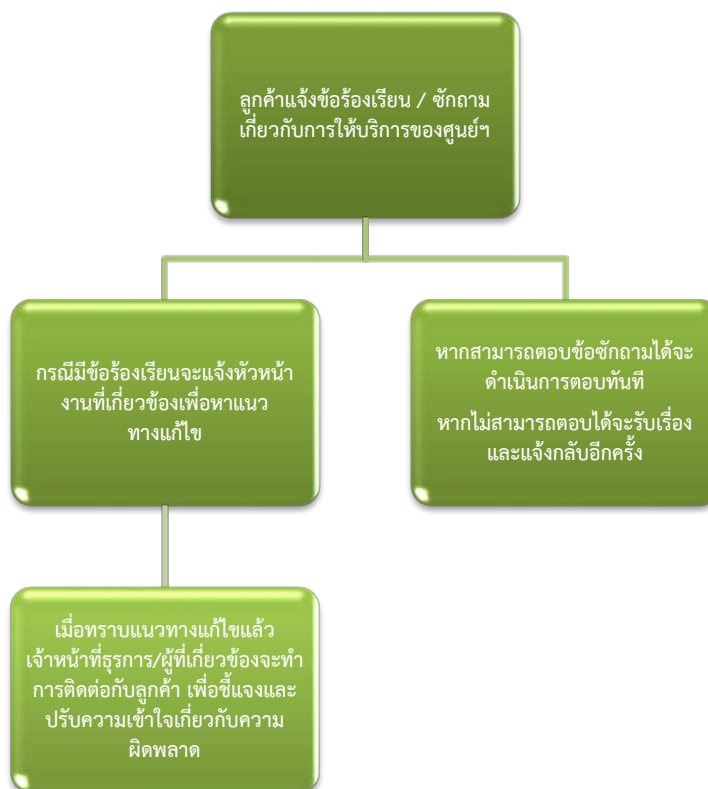 ลูกค้าแจ้งข้อร้องเรียน / ซักถาม
เกี่ยวกับการให้บริการของศูนย์ฯ
กรณีมีข้อร้องเรียนจะแจ้งหัวหน้า
งานที่เกี่ยวข้องเพื่อหาแนว
ทางแก้ไข
หากสามารถตอบข้อซักถามได้จะ
ดำเนินการตอบทันที
หากไม่สามารถตอบได้จะรับเรื่อง
และแจ้งกลับอีกครั้ง
เมื่อทราบแนวทางแก้ไขแล้ว
เจ้าหน้าที่ธุรการ/ผู้ที่เกี่ยวข้องจะทำ
การติดต่อกับลูกค้า เพื่อชี้แจงและ
ปรับความเข้าใจเกี่ยวกับความ
ผิดพลาด